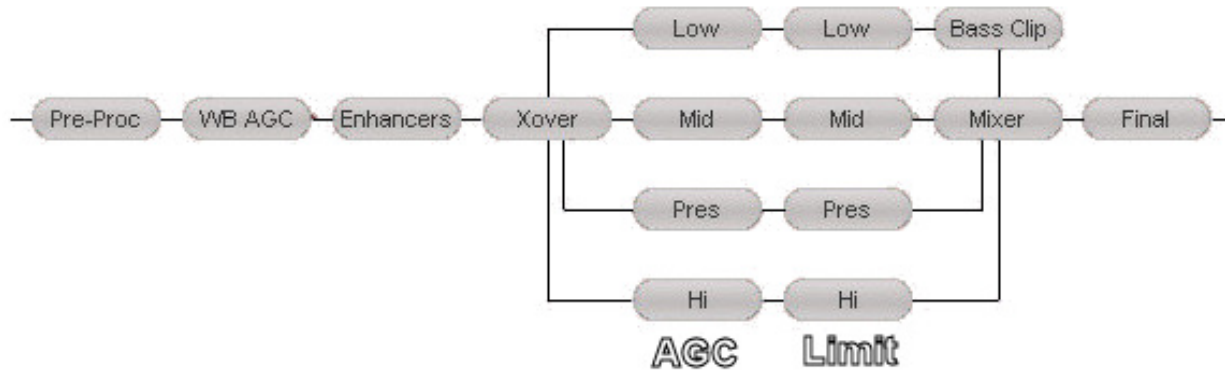 Low Low Bass Clip
Pre-Proc WB AGC Enhancers Xover Mid Mid Mixer Final
Pres Pres
Hi Hi
AGC Limit